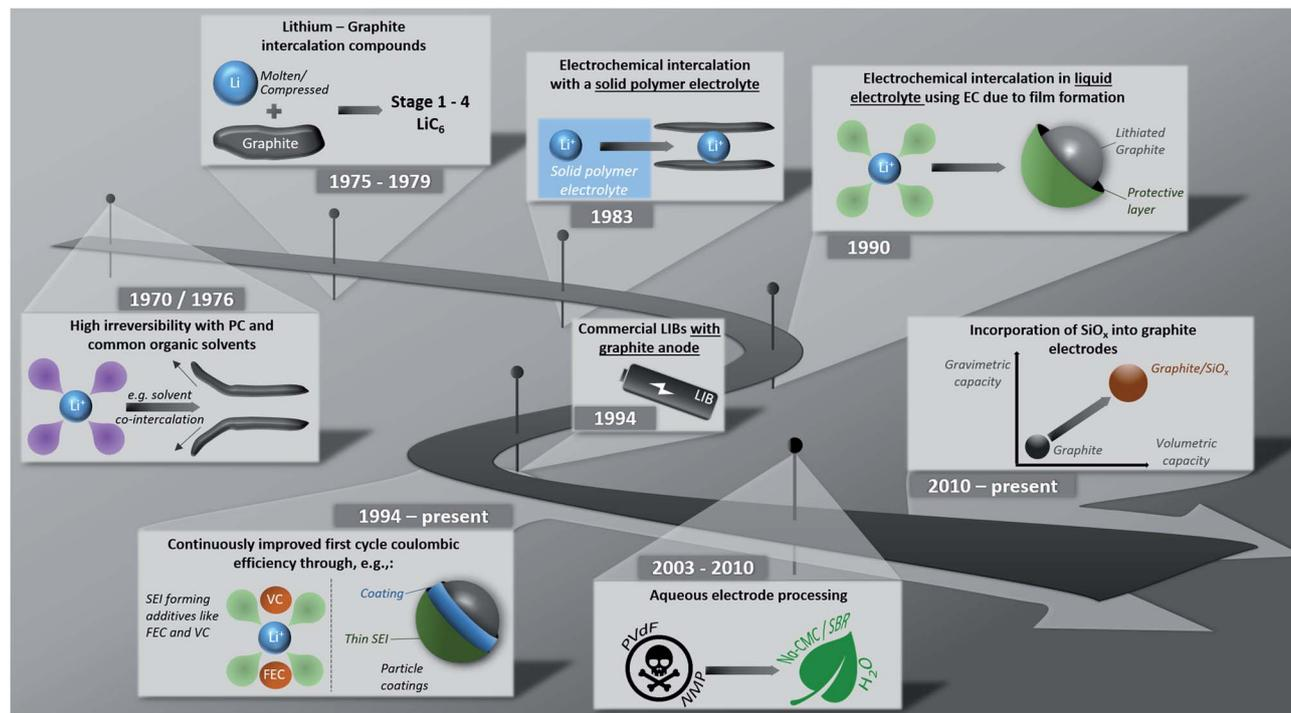 Lithium – Graphite
intercalation compounds
Li
Molten/
Compressed
+
Graphite
Stage 1 - 4
LiC₆
1975 - 1979
Electrochemical intercalation
with a solid polymer electrolyte
Li⁺
Li⁺
Solid polymer
electrolyte
1983
Electrochemical intercalation in liquid
electrolyte using EC due to film formation
Li⁺
Lithiated
Graphite
Protective
layer
1990
1970 / 1976
High irreversibility with PC and
common organic solvents
Li⁺
e.g. solvent
co-intercalation
Commercial LIBs with
graphite anode
LIB
1994
Incorporation of SiOₓ into graphite
electrodes
Gravimetric
capacity
Graphite/SiOₓ
Graphite
Volumetric
capacity
2010 – present
1994 – present
Continuously improved first cycle coulombic
efficiency through, e.g.,:
SEI forming
additives like
FEC and VC
VC
Li⁺
FEC
Coating
Thin SEI
Particle
coatings
2003 - 2010
Aqueous electrode processing
PVdF
NMP
Na-CMC / SBR
H₂O